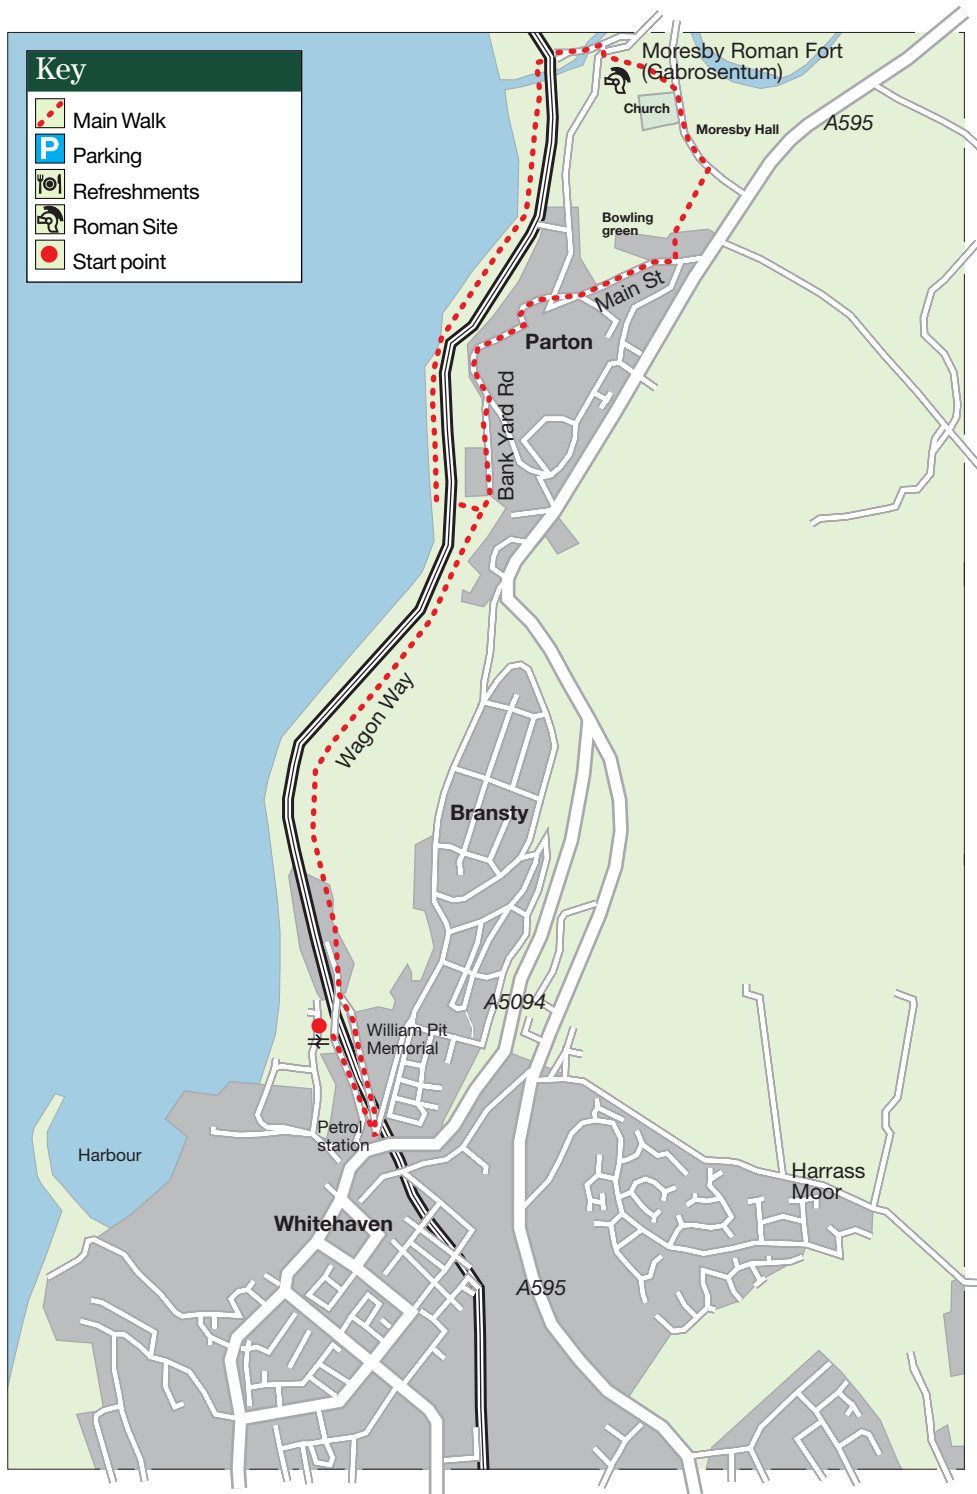 Key
Main Walk
P
Parking
Refreshments
Roman Site
Start point
Moresby Roman Fort
(Gabrosentum)
Church
Moresby Hall
A595
Bowling
green
Main St
Parton
Bank Yard Rd
Wagon Way
Bransty
A5094
William Pit
Memorial
Petrol
station
Harbour
Harrass
Moor
Whitehaven
A595